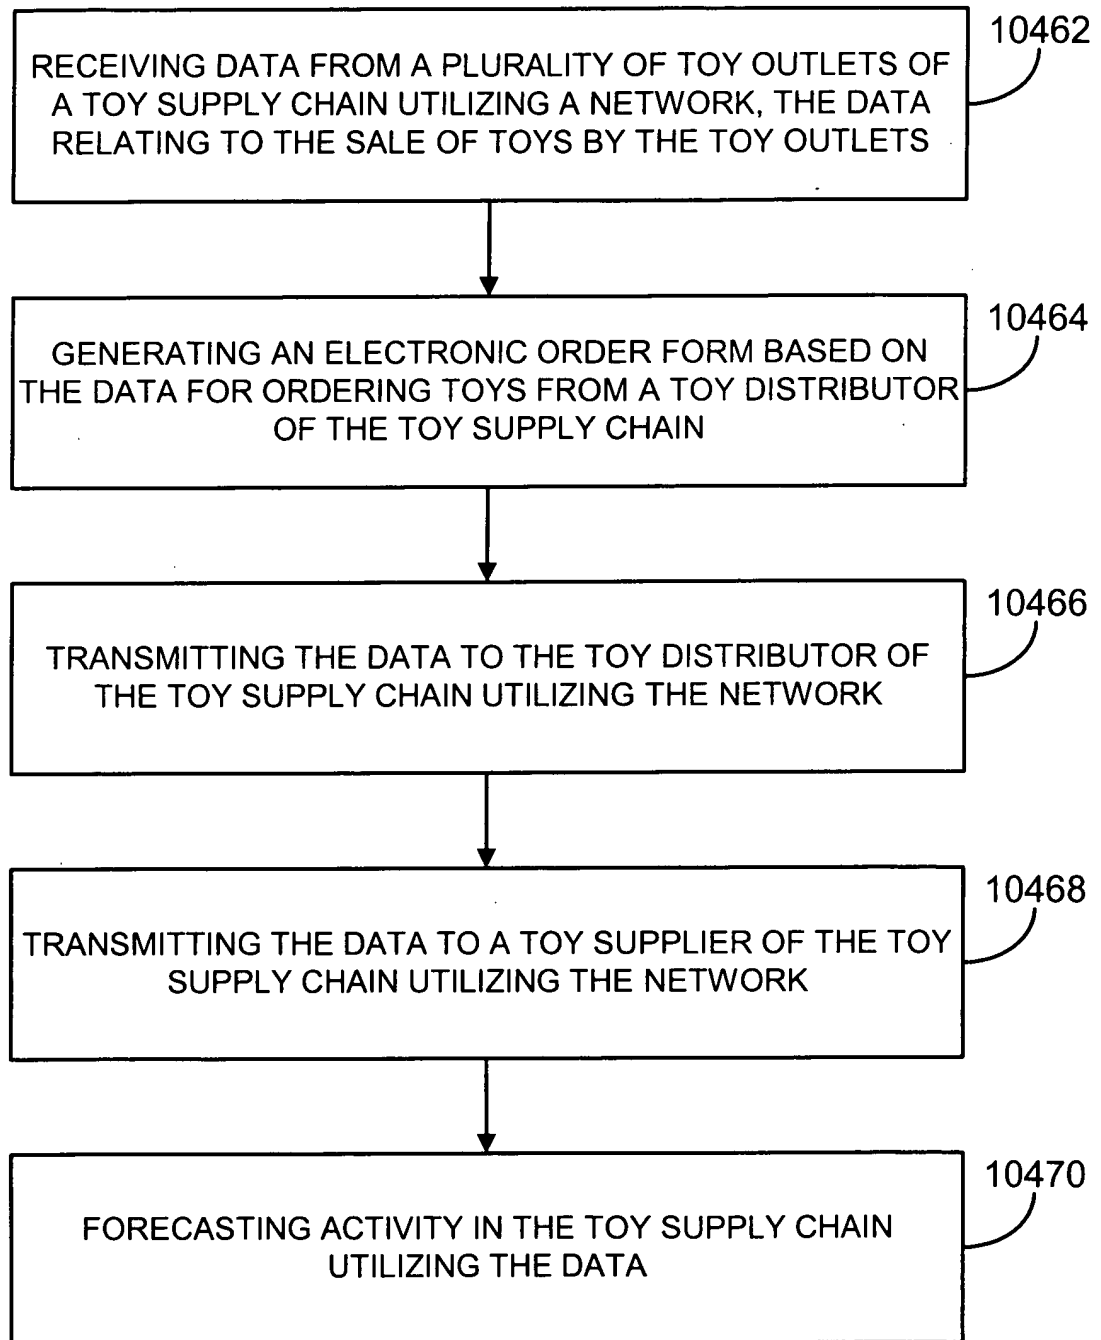 10462
RECEIVING DATA FROM A PLURALITY OF TOY OUTLETS OF
A TOY SUPPLY CHAIN UTILIZING A NETWORK, THE DATA
RELATING TO THE SALE OF TOYS BY THE TOY OUTLETS
10464
GENERATING AN ELECTRONIC ORDER FORM BASED ON
THE DATA FOR ORDERING TOYS FROM A TOY DISTRIBUTOR
OF THE TOY SUPPLY CHAIN
10466
TRANSMITTING THE DATA TO THE TOY DISTRIBUTOR OF
THE TOY SUPPLY CHAIN UTILIZING THE NETWORK
10468
TRANSMITTING THE DATA TO A TOY SUPPLIER OF THE TOY
SUPPLY CHAIN UTILIZING THE NETWORK
10470
FORECASTING ACTIVITY IN THE TOY SUPPLY CHAIN
UTILIZING THE DATA